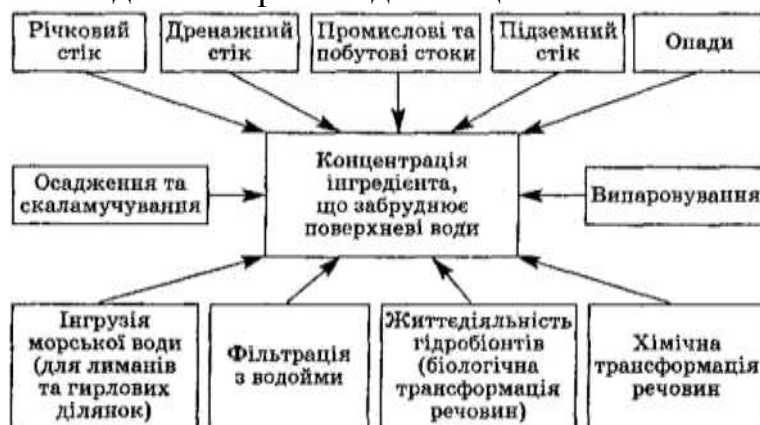 Річковий
стік
Дренажний
стік
Промислові та
побутові стоки
Підземний
стік
Опади
Осадження та
скаламучування
Концентрація
інгредієнта,
що забруднює
поверхневі води
Випаровування
Інгрузія
морської води
(для лиманів
та гирлових
ділянок)
Фільтрація
з водойми
Життєдіяльність
гідробіонтів
(біологічна
трансформація
речовин)
Хімічна
трансформація
речовин